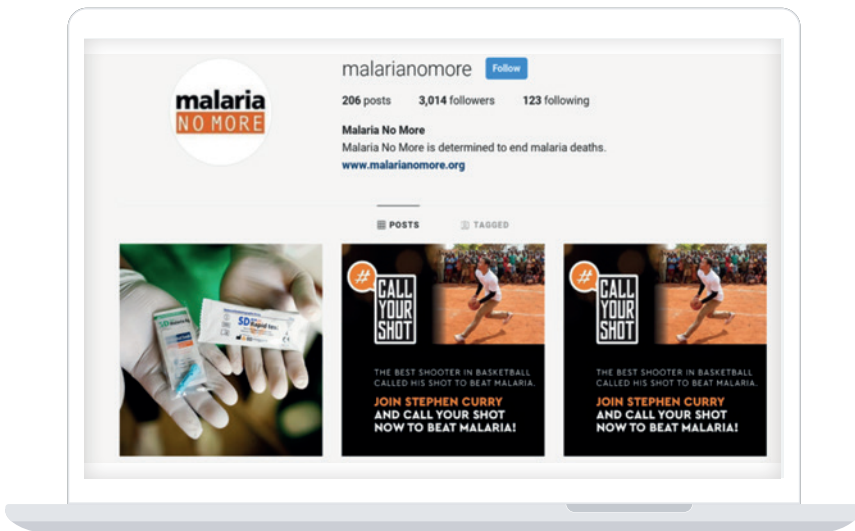 malaria
NO MORE
malarianomore Follow
206 posts 3,014 followers 123 following
Malaria No More
Malaria No More is determined to end malaria deaths.
www.malarianomore.org
POSTS TAGGED
SD
SD Rapid test
#
CALL
YOUR
SHOT
THE BEST SHOOTER IN BASKETBALL
CALLED HIS SHOT TO BEAT MALARIA.
JOIN STEPHEN CURRY
AND CALL YOUR SHOT
NOW TO BEAT MALARIA!
#
CALL
YOUR
SHOT
THE BEST SHOOTER IN BASKETBALL
CALLED HIS SHOT TO BEAT MALARIA.
JOIN STEPHEN CURRY
AND CALL YOUR SHOT
NOW TO BEAT MALARIA!